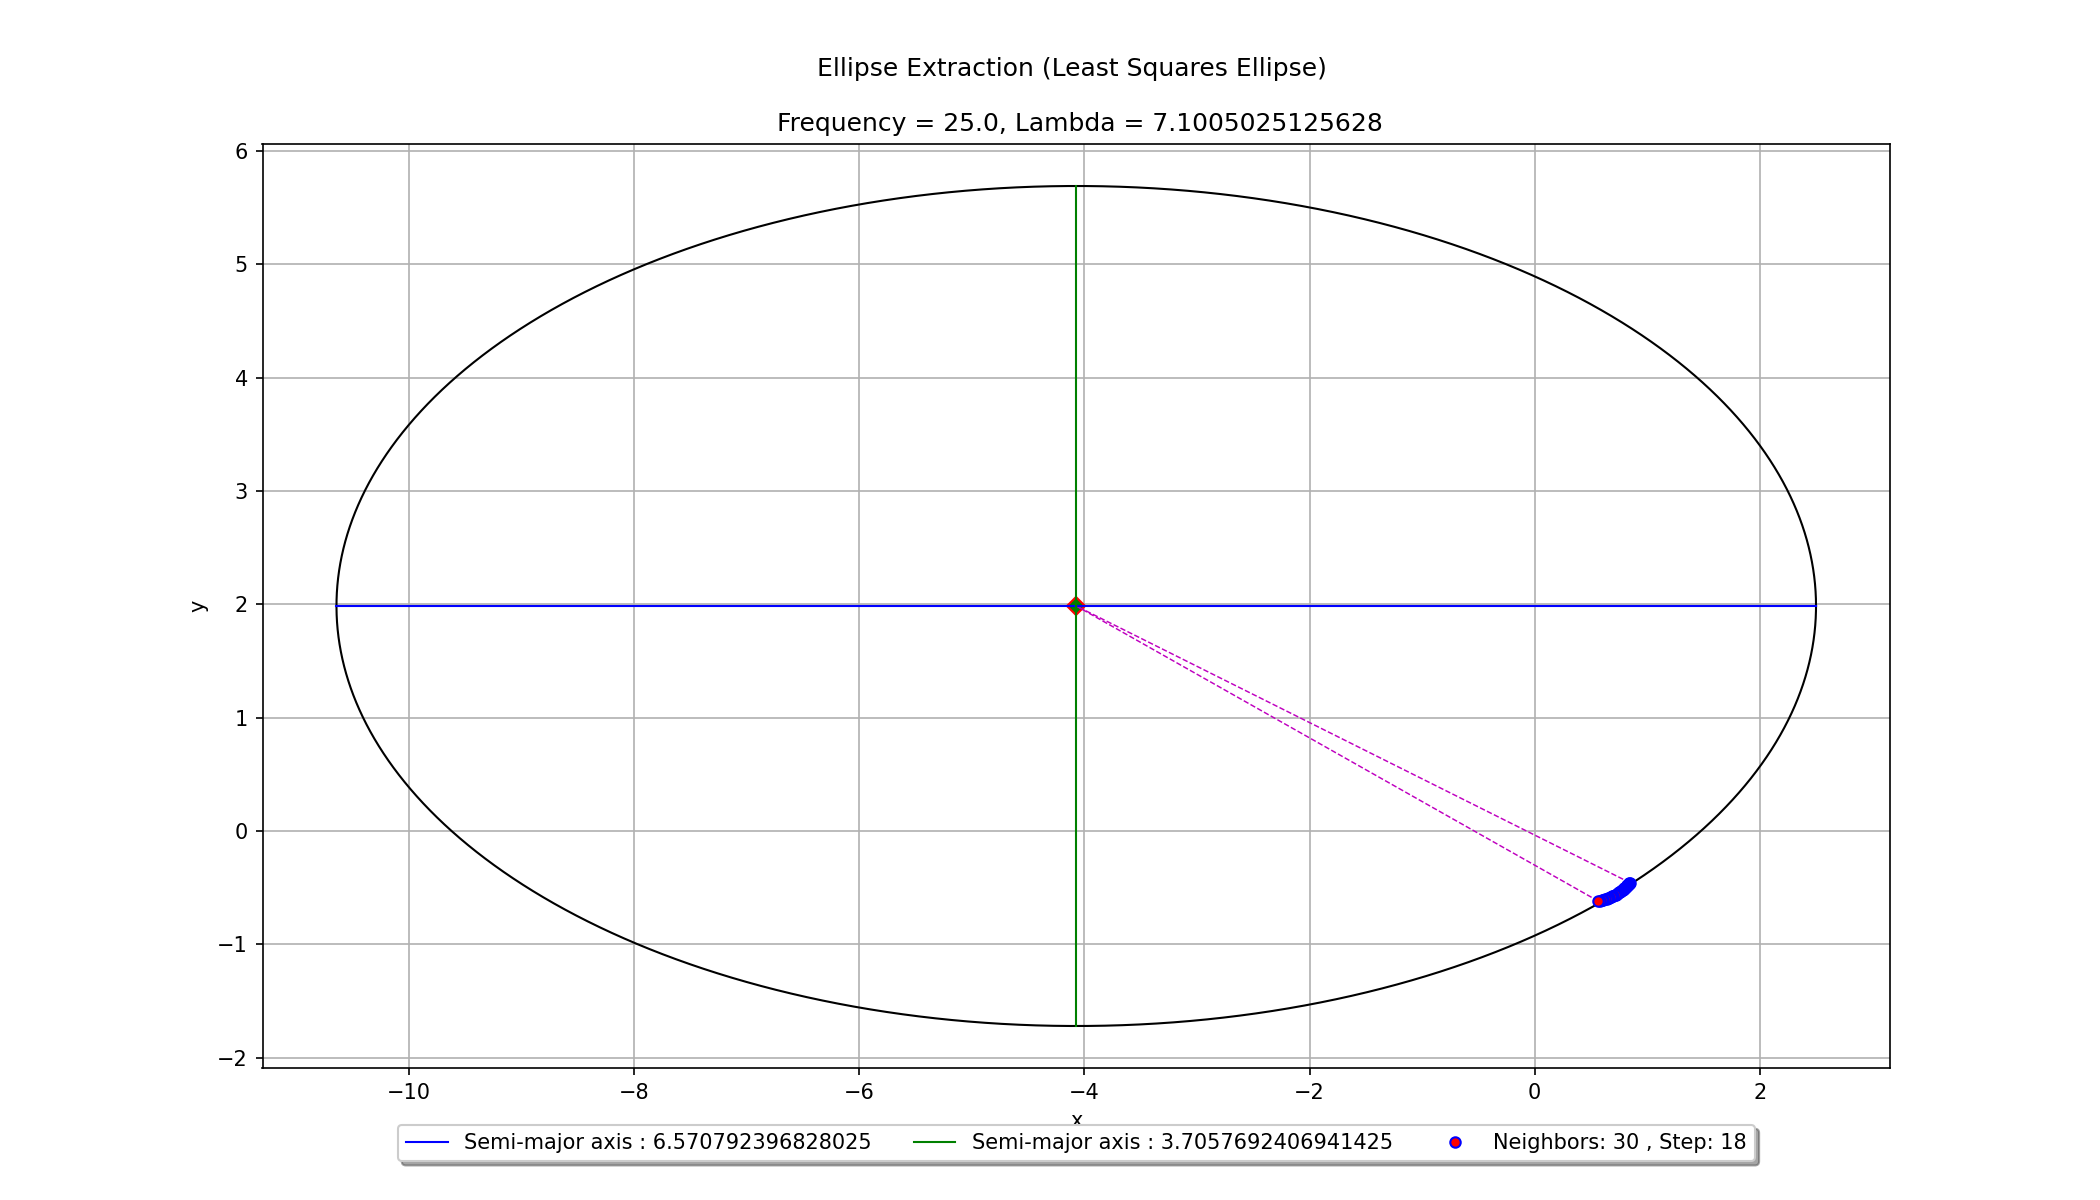 Ellipse Extraction (Least Squares Ellipse)
Frequency = 25.0, Lambda = 7.1005025125628
6
5
4
3
2
1
0
−1
−2
y
−10 −8 −6 −4 −2 0 2
x
Semi-major axis : 6.570792396828025 Semi-major axis : 3.7057692406941425 Neighbors: 30 , Step: 18